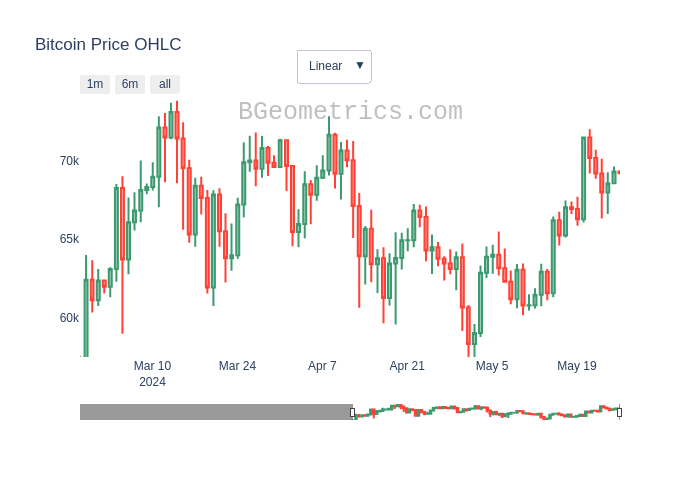 Bitcoin Price OHLC
Linear ▼
1m 6m all
BGeometrics.com
70k
65k
60k
Mar 10 Mar 24 Apr 7 Apr 21 May 5 May 19
2024